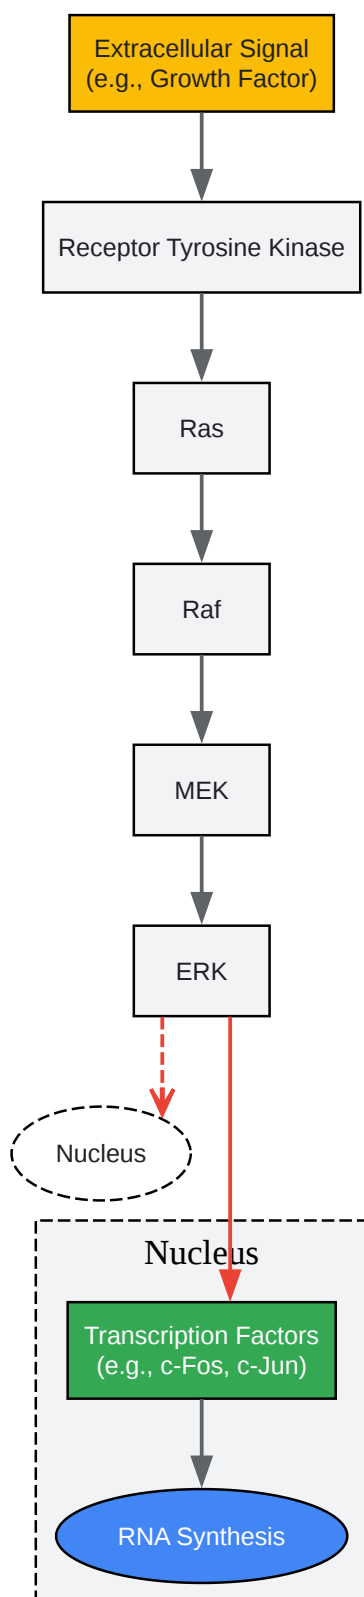 Extracellular Signal
(e.g., Growth Factor)
Receptor Tyrosine Kinase
Ras
Raf
MEK
ERK
Nucleus
Nucleus
Transcription Factors
(e.g., c-Fos, c-Jun)
RNA Synthesis